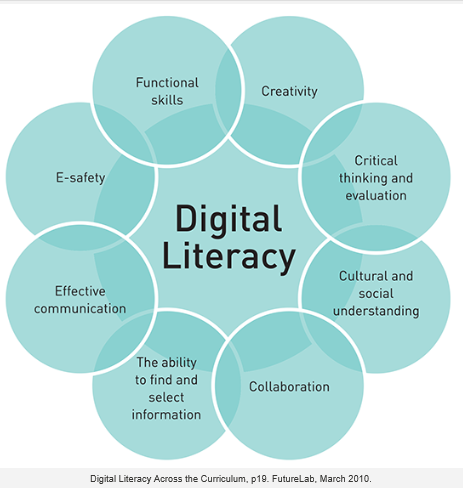 Functional
skills
Creativity
Critical
thinking and
evaluation
E-safety
Digital
Literacy
Cultural and
social
understanding
Effective
communication
The ability
to find and
select
information
Collaboration
Digital Literacy Across the Curriculum, p19. FutureLab, March 2010.